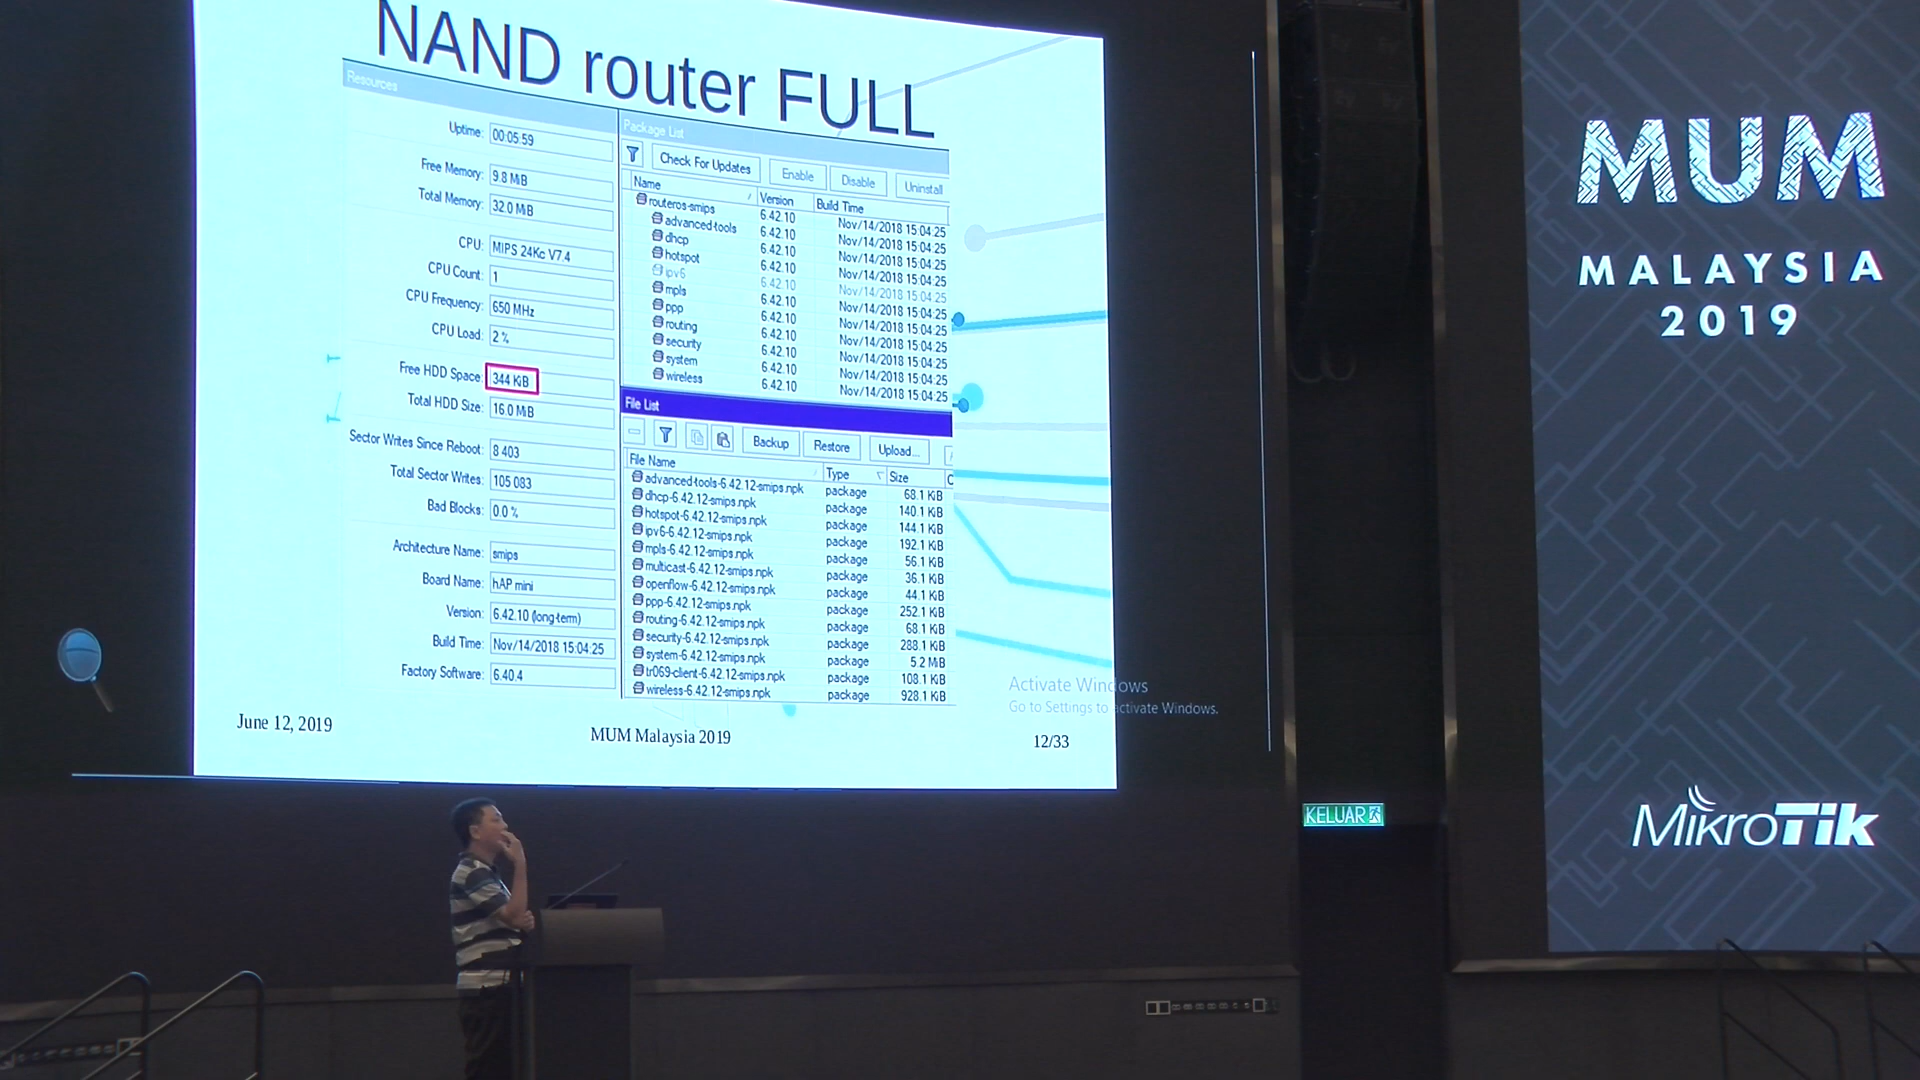 NAND router FULL
Resources
Uptime: 00:05:59
Free Memory: 9.8 MiB
Total Memory: 32.0 MiB
CPU: MIPS 24Kc V7.4
CPU Count: 1
CPU Frequency: 650 MHz
CPU Load: 2 %
Free HDD Space: 344 KiB
Total HDD Size: 16.0 MiB
Sector Writes Since Reboot: 8 403
Total Sector Writes: 105 083
Bad Blocks: 0.0 %
Architecture Name: smips
Board Name: hAP mini
Version: 6.42.10 (long-term)
Build Time: Nov/14/2018 15:04:25
Factory Software: 6.40.4
Package List
Check For Updates Enable Disable Uninstall
Name Version Build Time
routeros-smips 6.42.10 Nov/14/2018 15:04:25
advanced-tools 6.42.10 Nov/14/2018 15:04:25
dhcp 6.42.10 Nov/14/2018 15:04:25
hotspot 6.42.10 Nov/14/2018 15:04:25
ipv6 6.42.10 Nov/14/2018 15:04:25
mpls 6.42.10 Nov/14/2018 15:04:25
ppp 6.42.10 Nov/14/2018 15:04:25
routing 6.42.10 Nov/14/2018 15:04:25
security 6.42.10 Nov/14/2018 15:04:25
system 6.42.10 Nov/14/2018 15:04:25
wireless 6.42.10 Nov/14/2018 15:04:25
File List
Backup Restore Upload...
File Name Type Size
advanced-tools-6.42.12-smips.npk package 68.1 KiB
dhcp-6.42.12-smips.npk package 140.1 KiB
hotspot-6.42.12-smips.npk package 144.1 KiB
ipv6-6.42.12-smips.npk package 192.1 KiB
mpls-6.42.12-smips.npk package 56.1 KiB
multicast-6.42.12-smips.npk package 36.1 KiB
openflow-6.42.12-smips.npk package 44.1 KiB
ppp-6.42.12-smips.npk package 252.1 KiB
routing-6.42.12-smips.npk package 68.1 KiB
security-6.42.12-smips.npk package 288.1 KiB
system-6.42.12-smips.npk package 5.2 MiB
tr069-client-6.42.12-smips.npk package 108.1 KiB
wireless-6.42.12-smips.npk package 928.1 KiB
Activate Windows
Go to Settings to activate Windows.
June 12, 2019
MUM Malaysia 2019
12/33
MUM
MALAYSIA
2019
MikroTik
KELUAR